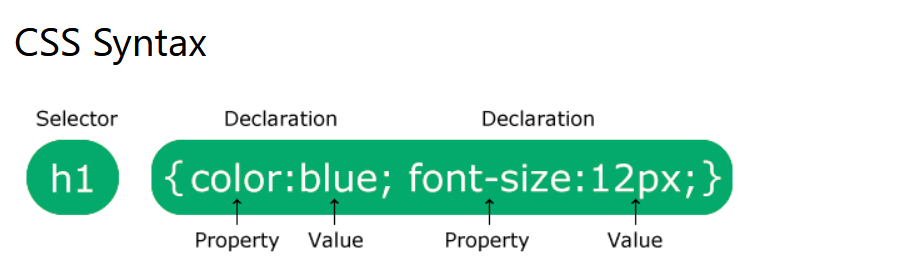 CSS Syntax
Selector Declaration Declaration
h1 {color:blue; font-size:12px;}
Property Value Property Value